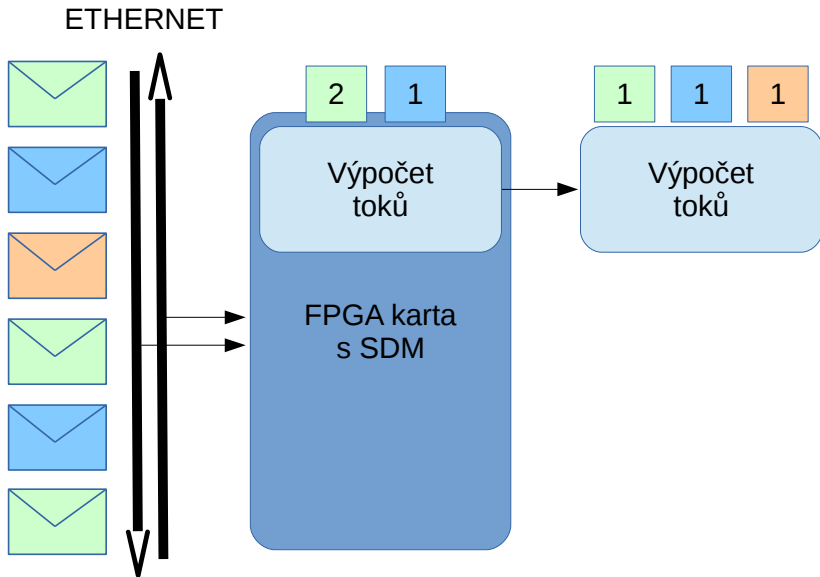 ETHERNET
2 1
1 1 1
Výpočet
toků
Výpočet
toků
FPGA karta
s SDM